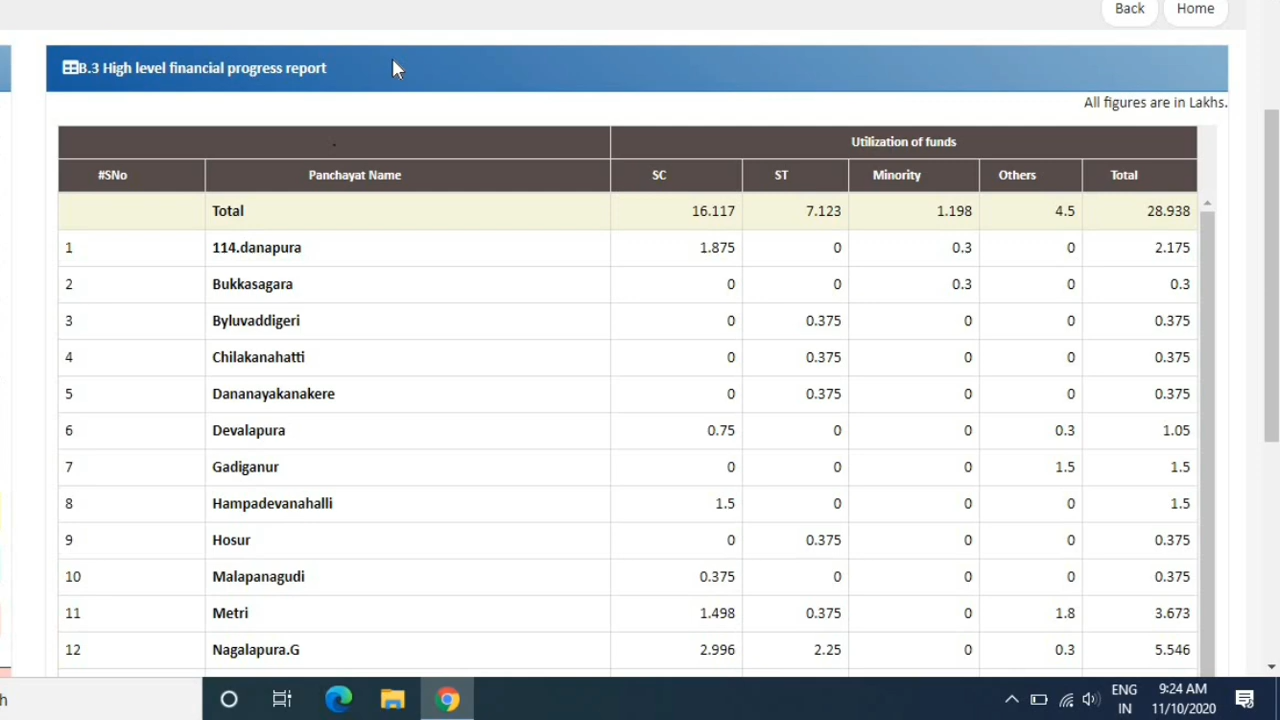 Back Home
B.3 High level financial progress report
All figures are in Lakhs.
. Utilization of funds
#SNo Panchayat Name SC ST Minority Others Total
Total 16.117 7.123 1.198 4.5 28.938
1 114.danapura 1.875 0 0.3 0 2.175
2 Bukkasagara 0 0 0.3 0 0.3
3 Byluvaddigeri 0 0.375 0 0 0.375
4 Chilakanahatti 0 0.375 0 0 0.375
5 Dananayakanakere 0 0.375 0 0 0.375
6 Devalapura 0.75 0 0 0.3 1.05
7 Gadiganur 0 0 0 1.5 1.5
8 Hampadevanahalli 1.5 0 0 0 1.5
9 Hosur 0 0.375 0 0 0.375
10 Malapanagudi 0.375 0 0 0 0.375
11 Metri 1.498 0.375 0 1.8 3.673
12 Nagalapura.G 2.996 2.25 0 0.3 5.546
h ENG 9:24 AM
IN 11/10/2020